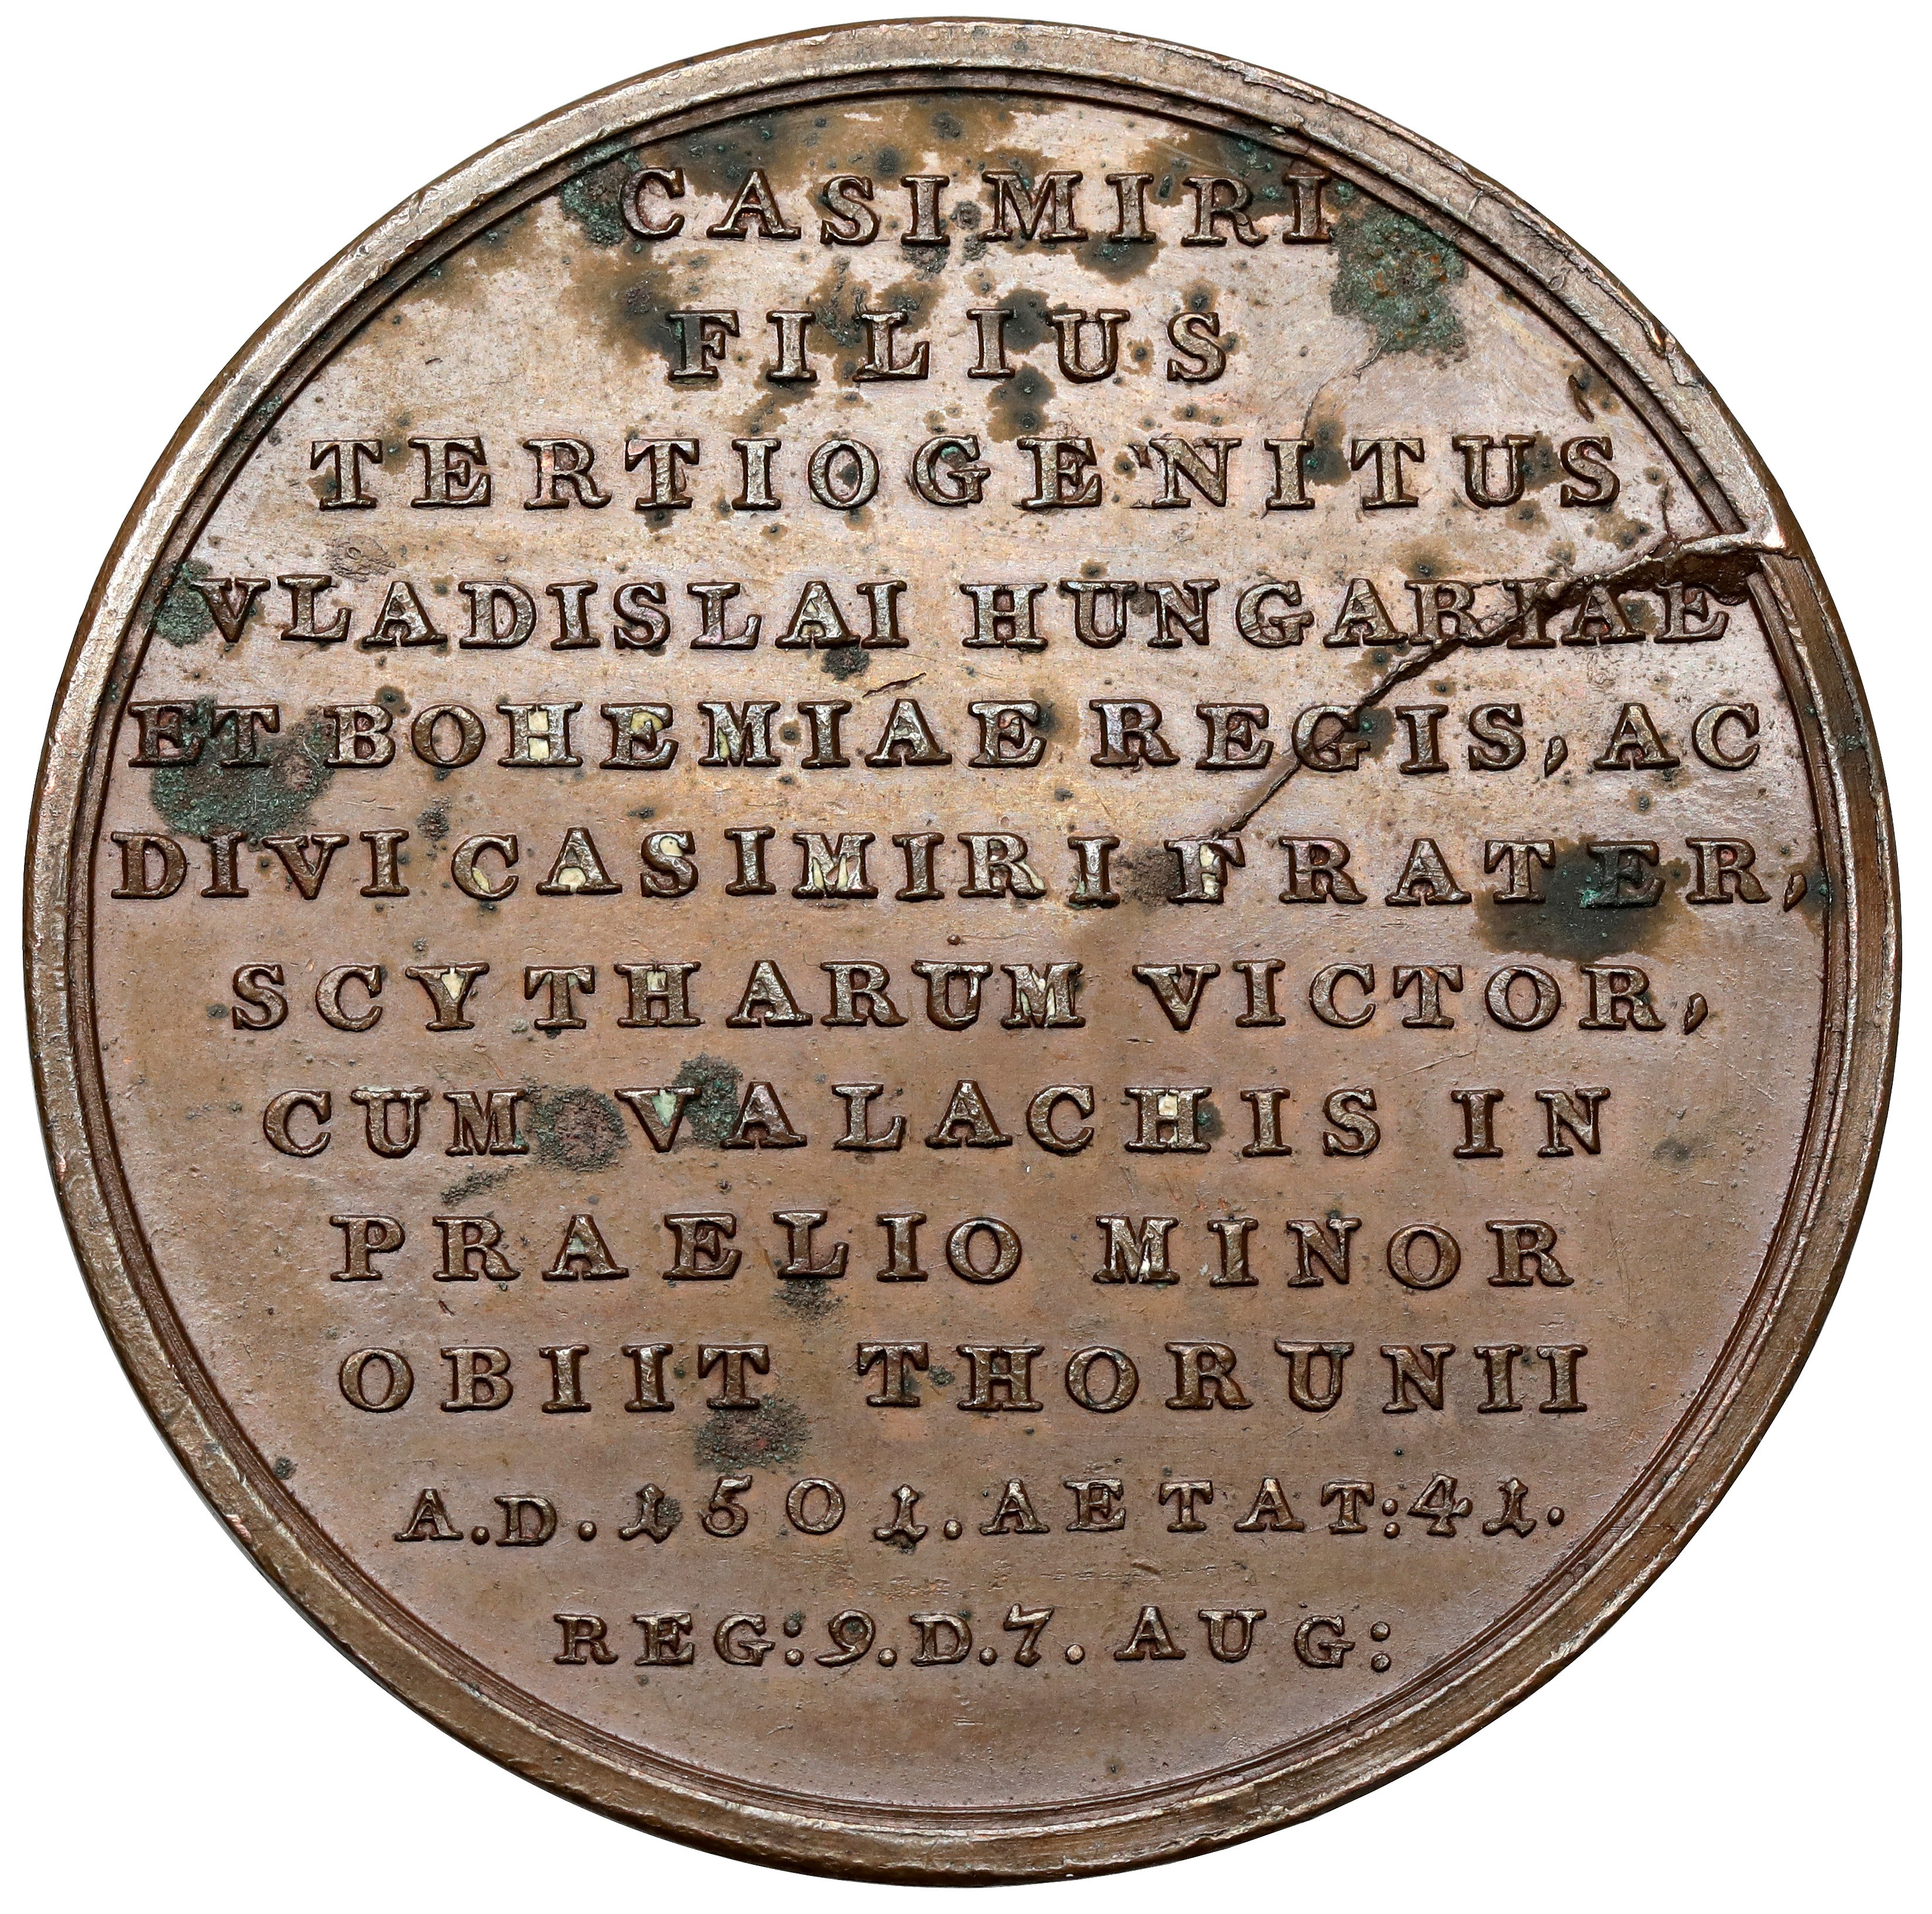 CASIMIRI
FILIUS
TERTIOGENITUS
VLADISLAI HUNGARIAE
ET BOHEMIAE REGIS, AC
DIVI CASIMIRI FRATER,
SCYTHARUM VICTOR,
CUM VALACHIS IN
PRAELIO MINOR
OBIIT THORUNII
A.D.1501.AETAT:41.
REG:9.D.7.AUG: